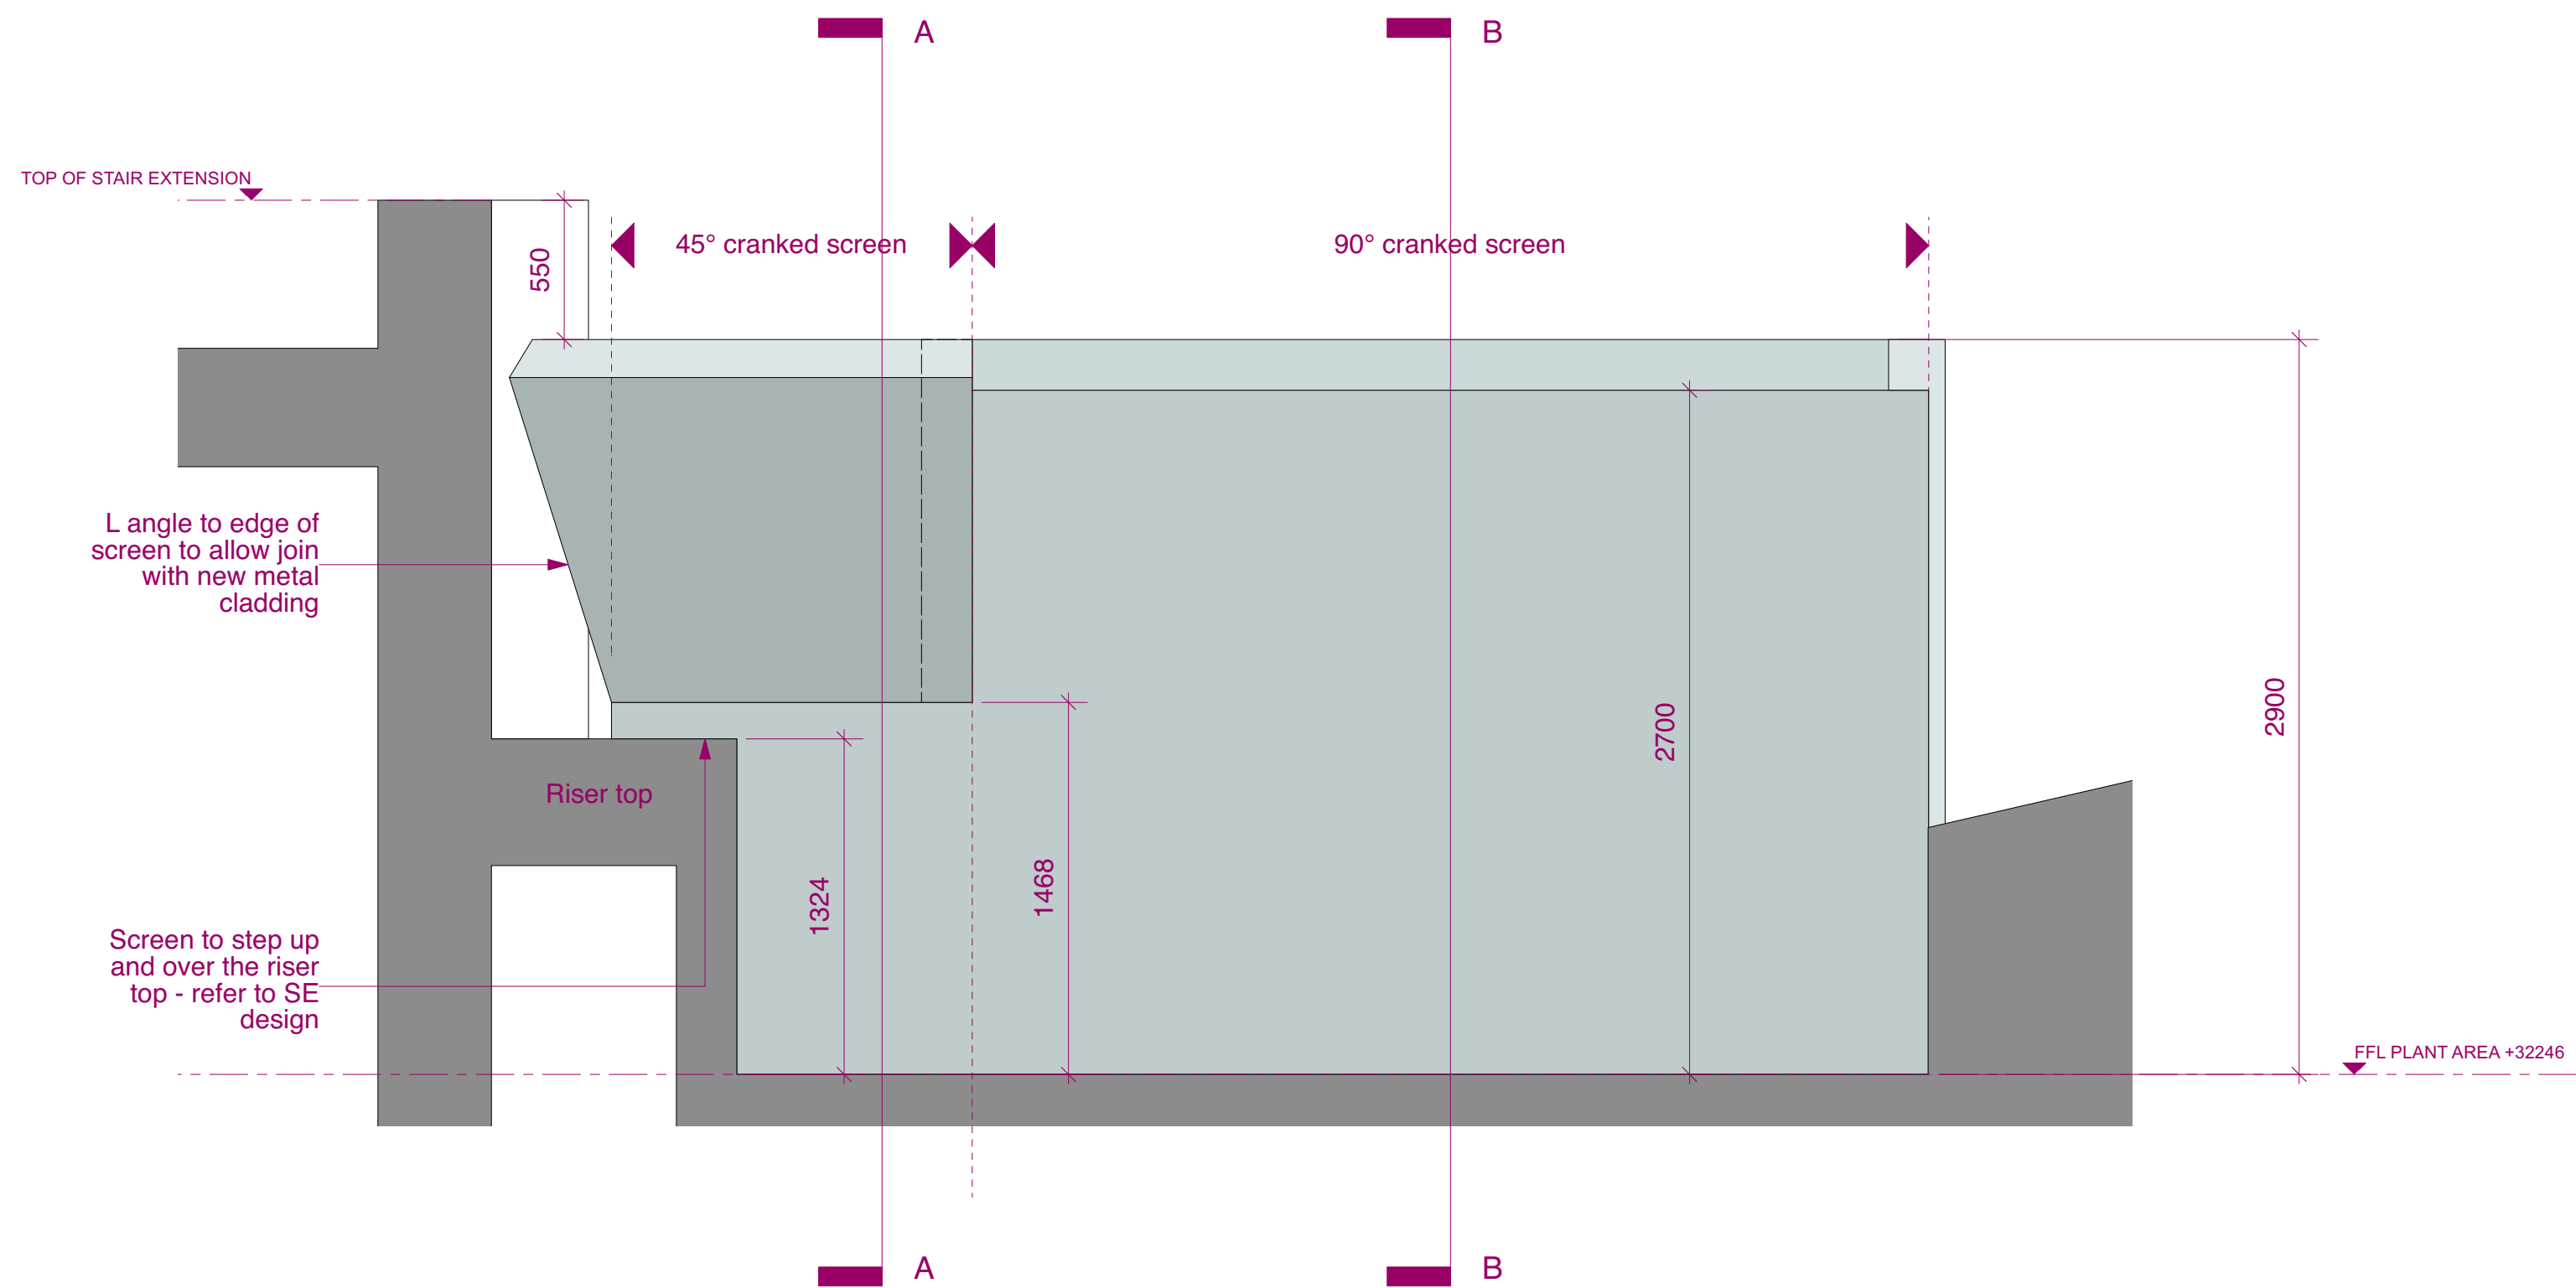 A
B
TOP OF STAIR EXTENSION
45° cranked screen
90° cranked screen
550
L angle to edge of
screen to allow join
with new metal
cladding
2900
2700
Riser top
1324
1468
Screen to step up
and over the riser
top - refer to SE
design
FFL PLANT AREA +32246
A
B